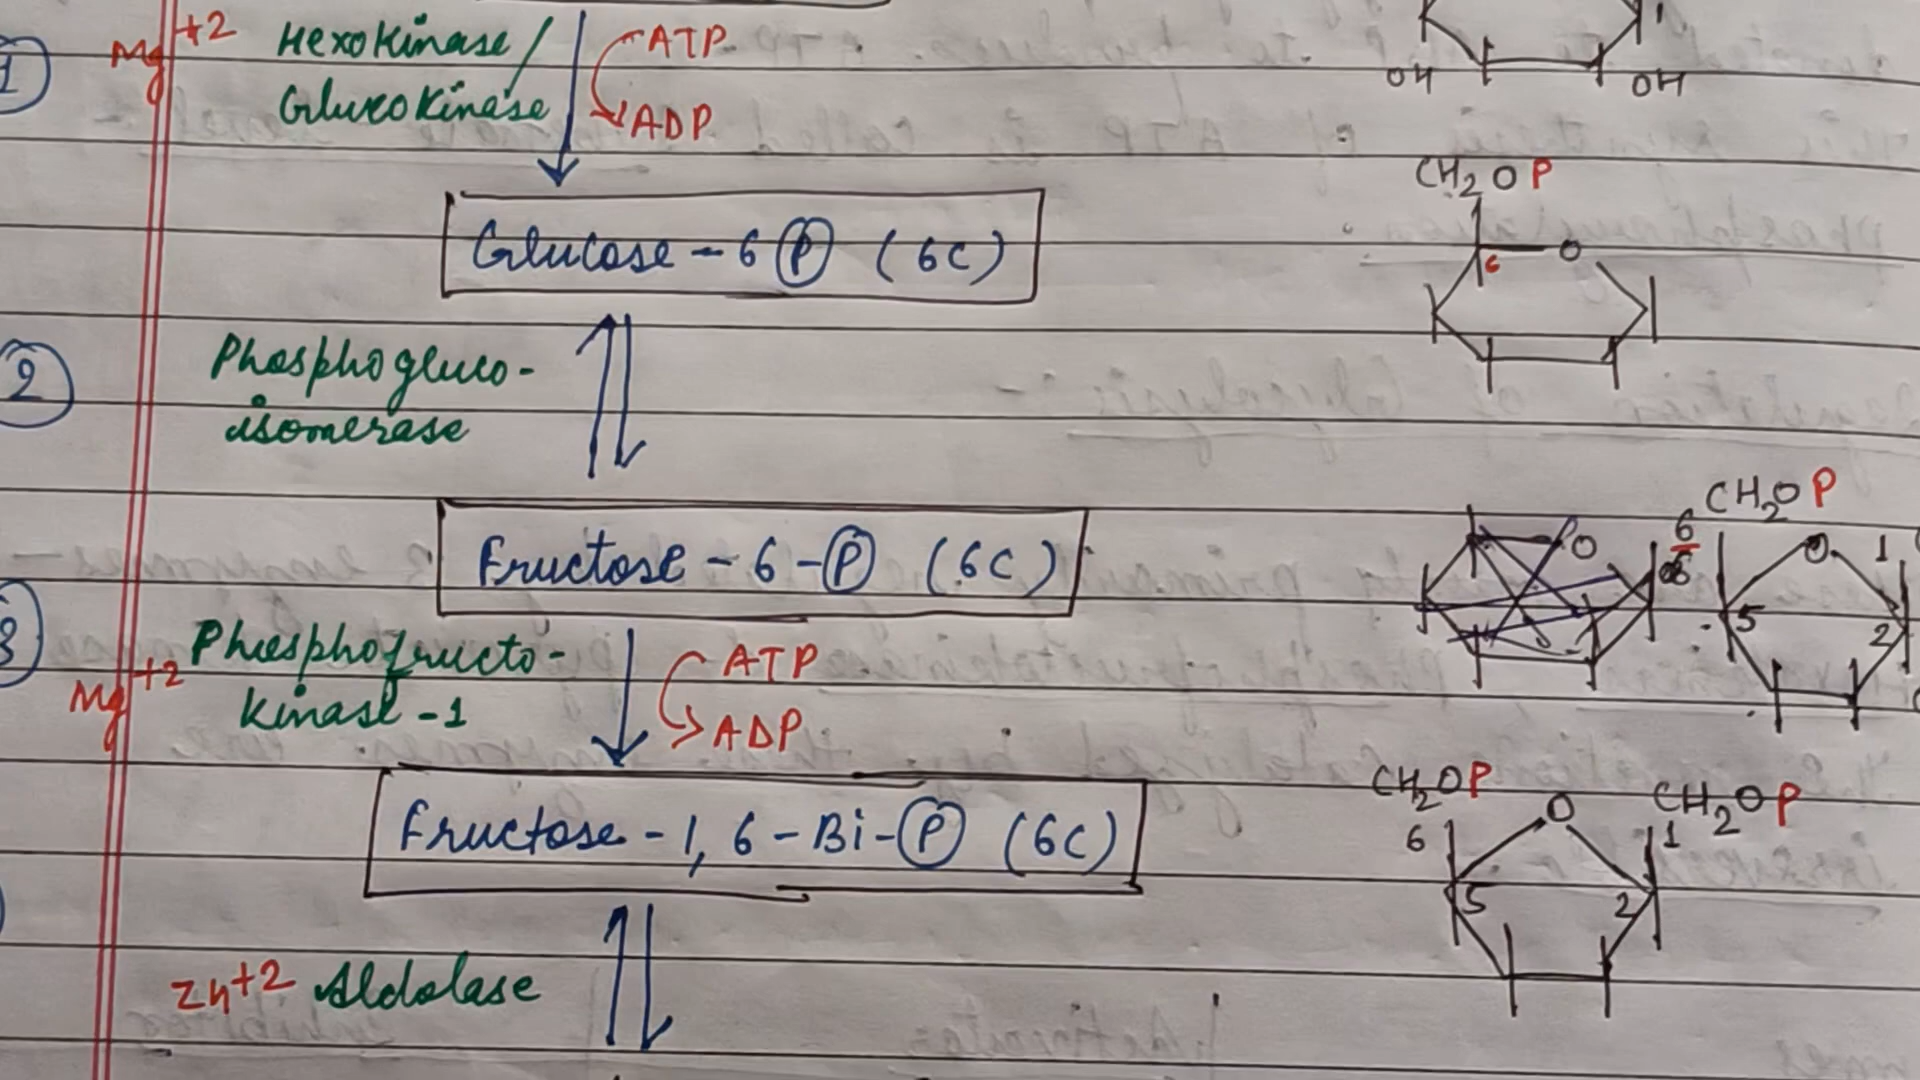 1
Mg+2 Hexokinase/ ATP
Glucokinase ADP
OH OH
CH2OP
Glucose - 6 P (6C)
O
6
2
Phosphogluco-
isomerase
CH2OP
Fructose - 6 - P (6C)
O 6 6 O 1
5 2
3
Phosphofructo- ATP
Mg+2 Kinase -1 ADP
CH2OP O CH2OP
Fructose - 1, 6 - Bi - P (6C)
6 1
5 2
Zn+2 Aldolase